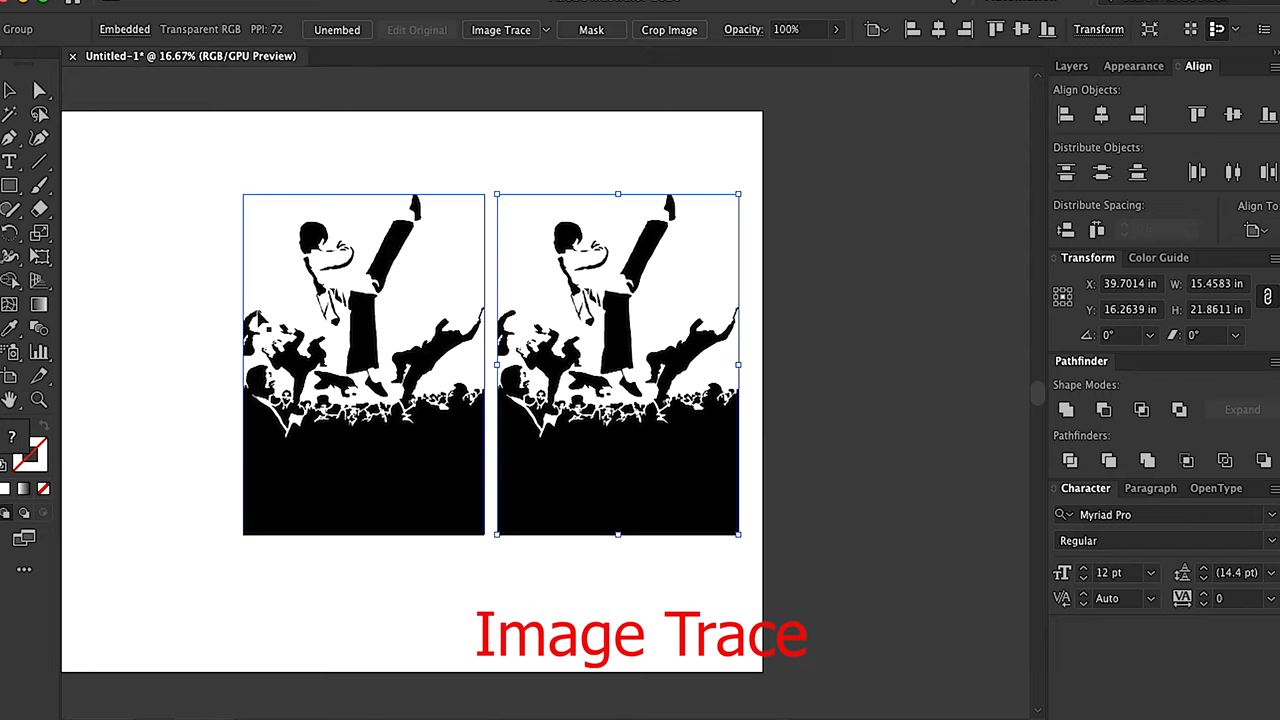 Group Embedded Transparent RGB PPI: 72 Unembed Edit Original Image Trace Mask Crop Image Opacity: 100% Transform
× Untitled-1* @ 16.67% (RGB/GPU Preview)
Layers Appearance Align
Align Objects:
Distribute Objects:
Distribute Spacing: Align To:
Transform Color Guide
X: 39.7014 in W: 15.4583 in
Y: 16.2639 in H: 21.8611 in
0° 0°
Pathfinder
Shape Modes:
Expand
Pathfinders:
Character Paragraph OpenType
Myriad Pro
Regular
12 pt (14.4 pt)
Auto 0
Image Trace